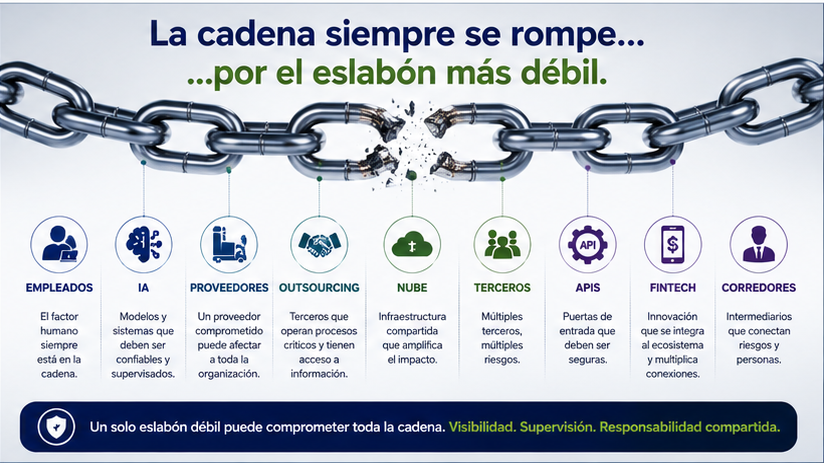 La cadena siempre se rompe...
...por el eslabón más débil.
EMPLEADOS
El factor
humano
siempre
está en la
cadena.
IA
Modelos y
sistemas que
deben ser
confiables y
supervisados.
PROVEEDORES
Un proveedor
comprometido
puede afectar
a toda la
organización.
OUTSOURCING
Terceros que
operan procesos
críticos y tienen
acceso a
información.
NUBE
Infraestructura
compartida
que amplifica
el impacto.
TERCEROS
Múltiples
terceros,
múltiples
riesgos.
API
APIS
Puertas de
entrada que
deben ser
seguras.
$
FINTECH
Innovación
que se integra
al ecosistema
y multiplica
conexiones.
CORREDORES
Intermediarios
que conectan
riesgos y
personas.
Un solo eslabón débil puede comprometer toda la cadena. Visibilidad. Supervisión. Responsabilidad compartida.